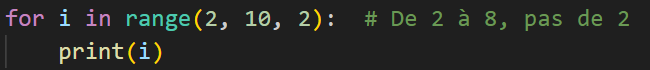 for i in range(2, 10, 2):  # De 2 à 8, pas de 2
    print(i)